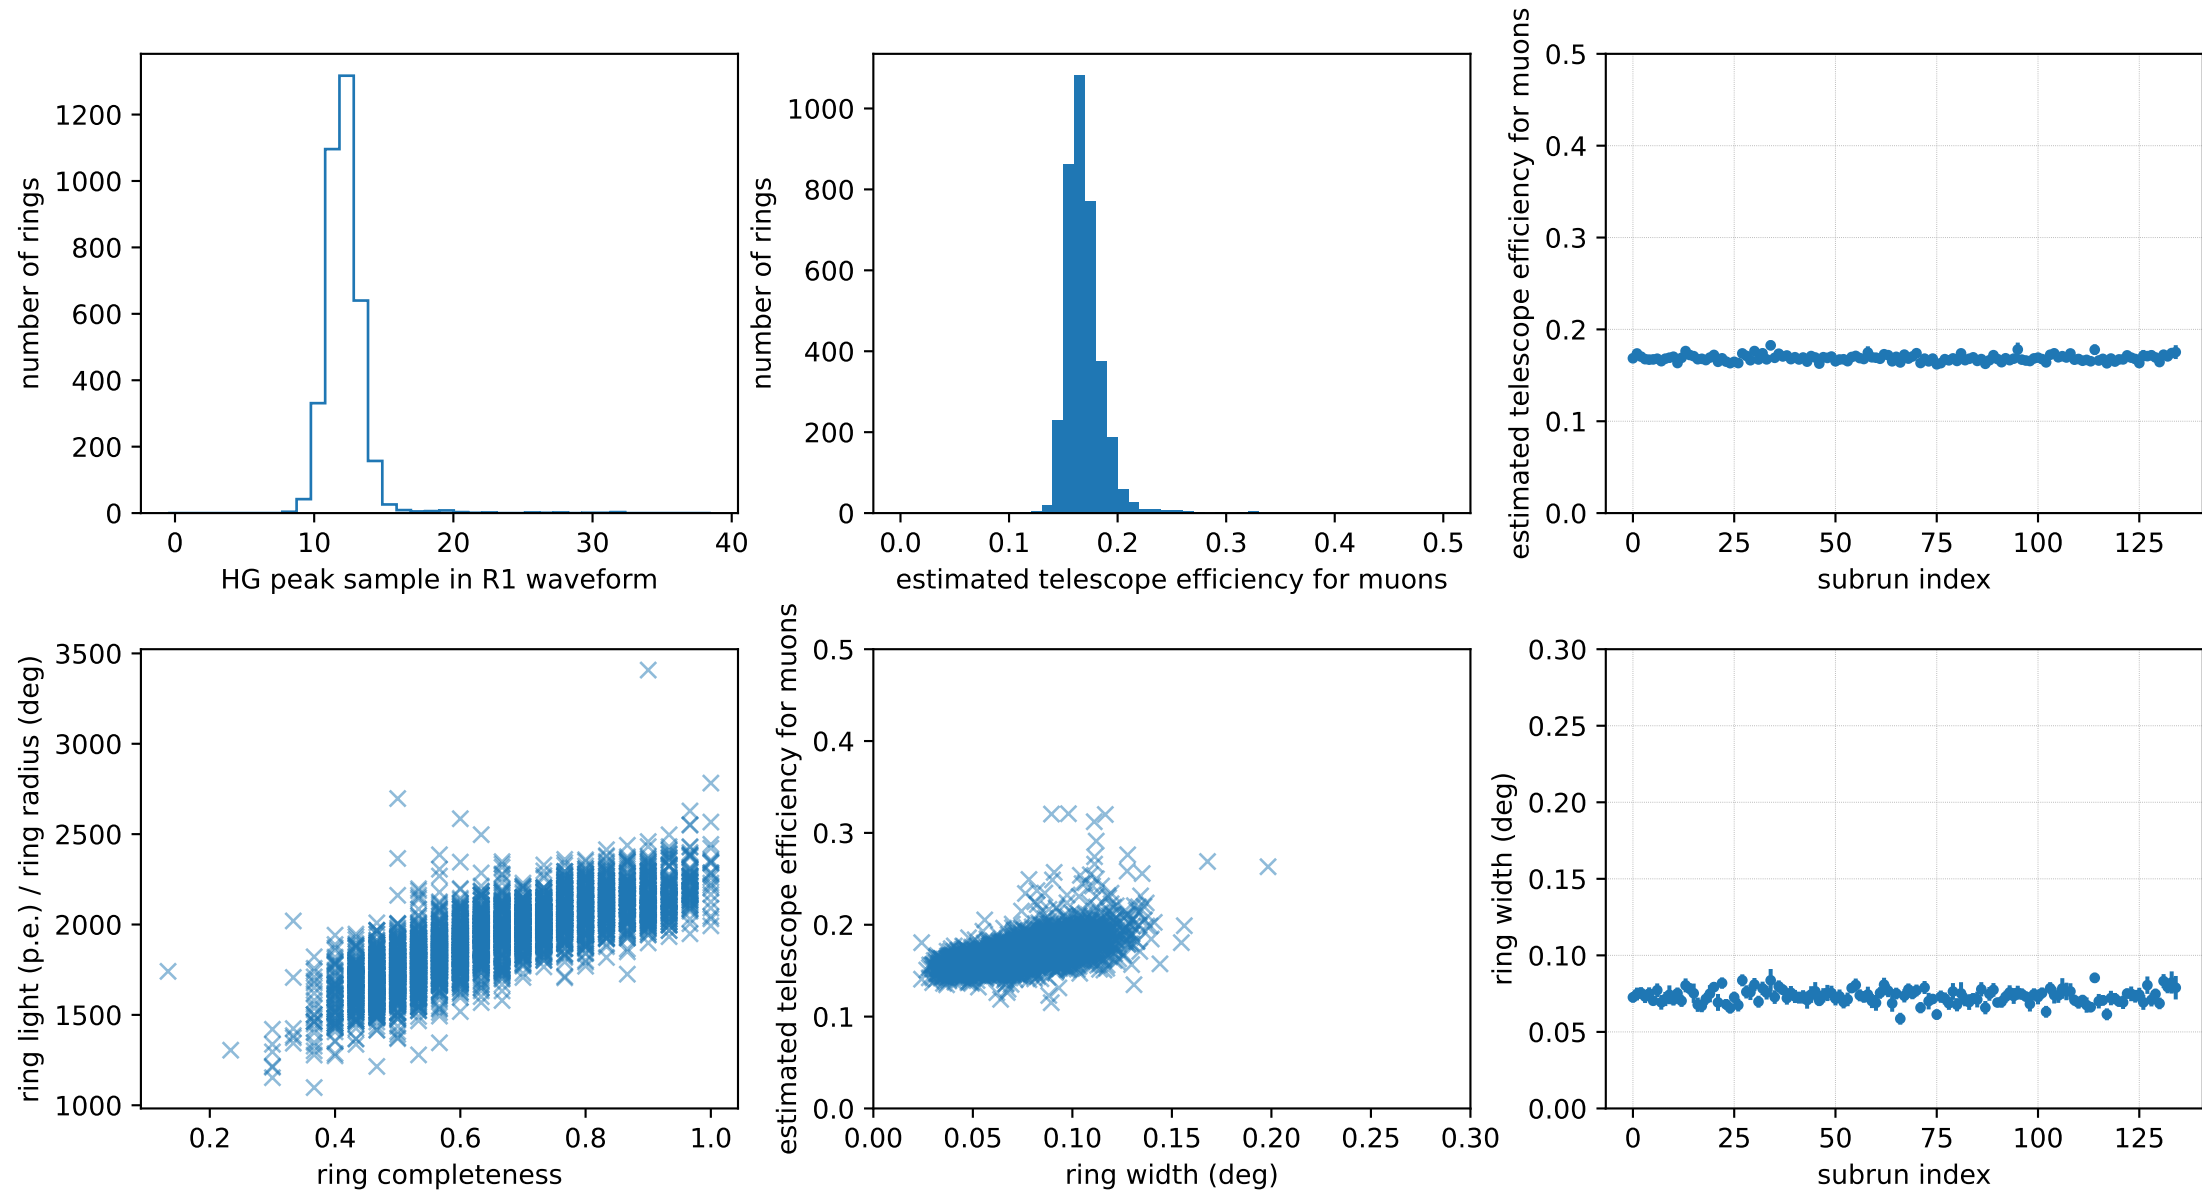 number of rings
1200
1000
800
600
400
200
0
0 10 20 30 40
HG peak sample in R1 waveform
number of rings
1000
800
600
400
200
0
0.0 0.1 0.2 0.3 0.4 0.5
estimated telescope efficiency for muons
estimated telescope efficiency for muons
0.5
0.4
0.3
0.2
0.1
0.0
0 25 50 75 100 125
subrun index
ring light (p.e.) / ring radius (deg)
3500
3000
2500
2000
1500
1000
0.2 0.4 0.6 0.8 1.0
ring completeness
estimated telescope efficiency for muons
0.5
0.4
0.3
0.2
0.1
0.0
0.00 0.05 0.10 0.15 0.20 0.25 0.30
ring width (deg)
ring width (deg)
0.30
0.25
0.20
0.15
0.10
0.05
0.00
0 25 50 75 100 125
subrun index